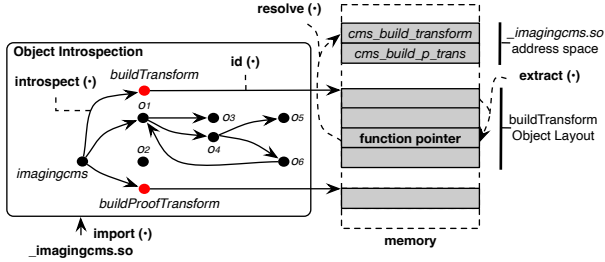 resolve (·)
cms_build_transform
cms_build_p_trans
_imagingcms.so
address space
Object Introspection
introspect (·)
buildTransform
id (·)
extract (·)
o1
o3
o5
o4
o2
o6
imagingcms
function pointer
buildTransform
Object Layout
buildProofTransform
import (·)
_imagingcms.so
memory